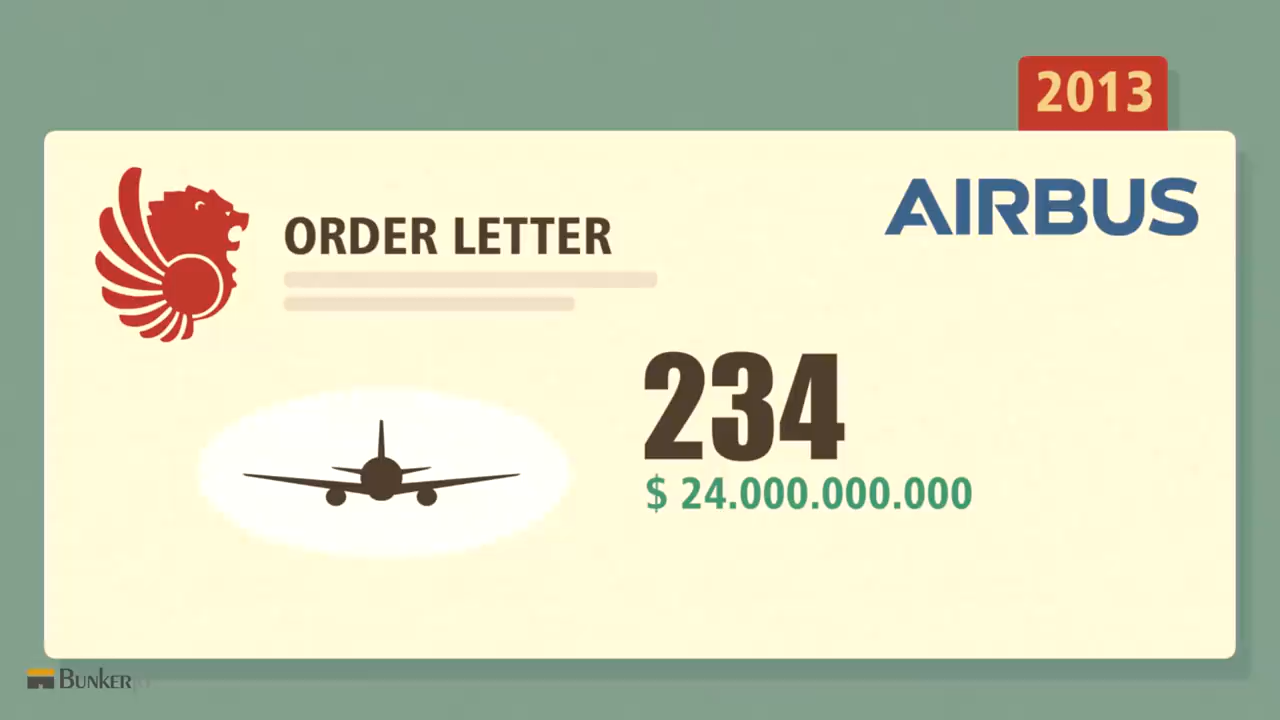 2013
AIRBUS
ORDER LETTER
234
$ 24.000.000.000
BUNKER